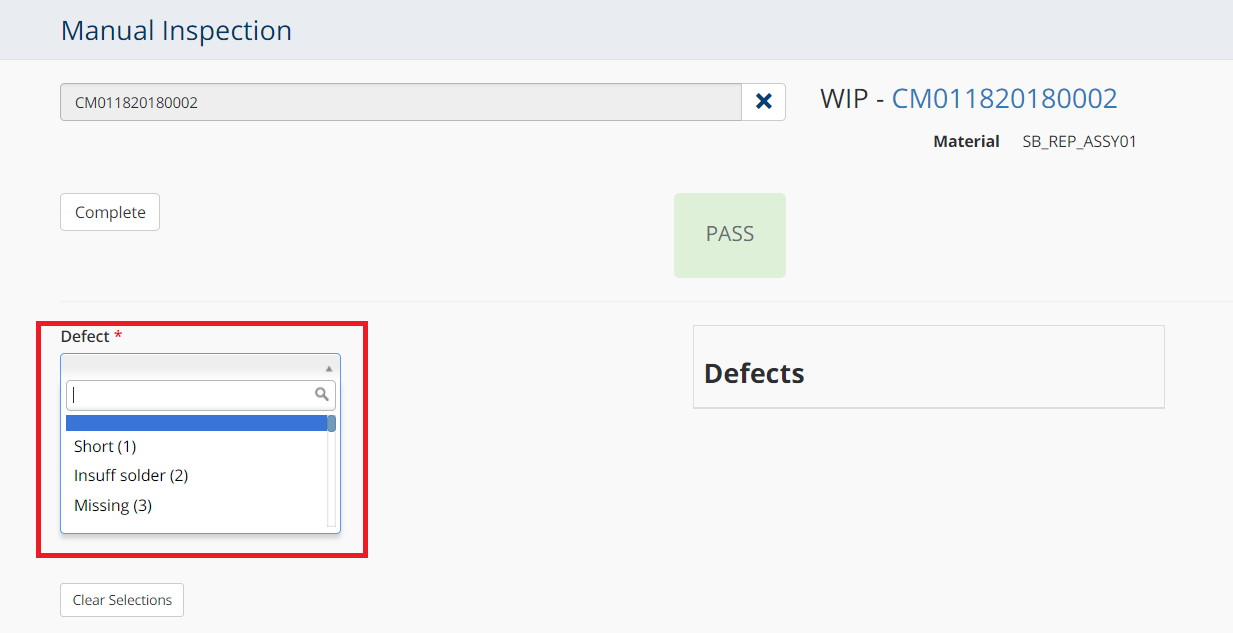 Manual Inspection
CM011820180002
WIP - CM011820180002
Material SB_REP_ASSY01
Complete
PASS
Defect *
Short (1)
Insuff solder (2)
Missing (3)
Defects
Clear Selections